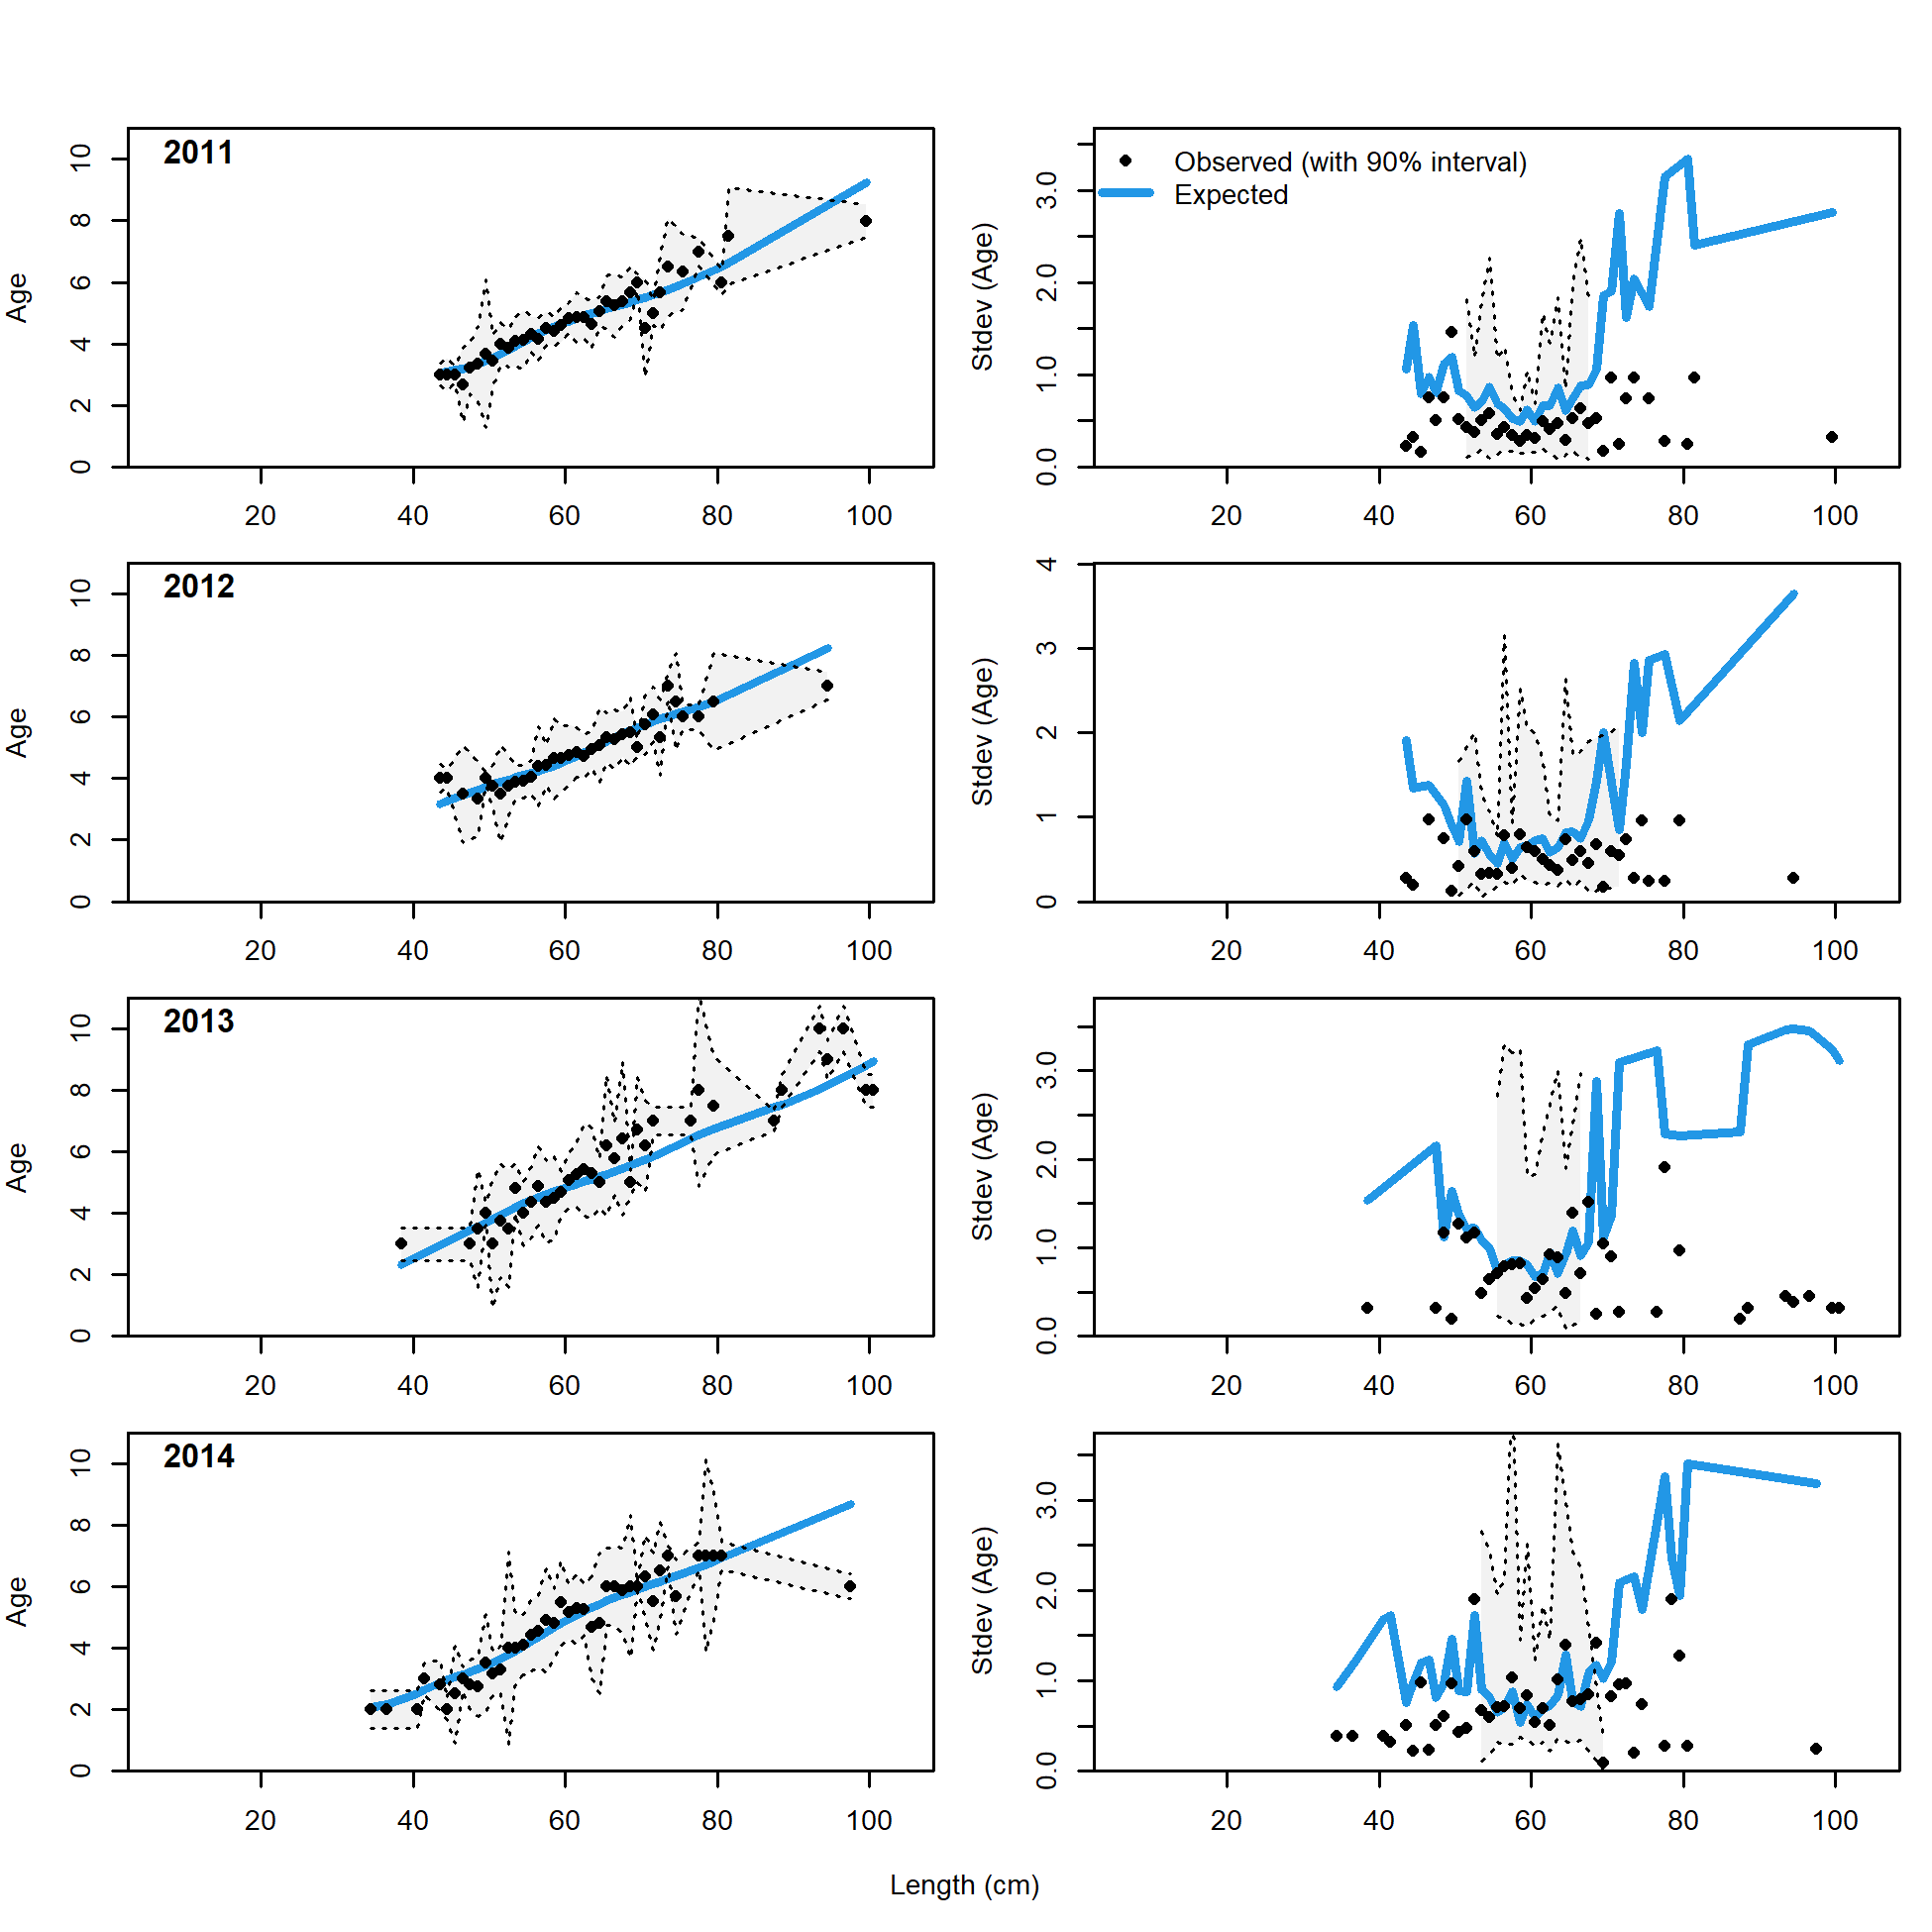 2011
Age
0 2 4 6 8 10
20 40 60 80 100
Observed (with 90% interval)
Expected
Stdev (Age)
0.0 1.0 2.0 3.0
20 40 60 80 100
2012
Age
0 2 4 6 8 10
20 40 60 80 100
Stdev (Age)
0 1 2 3 4
20 40 60 80 100
2013
Age
0 2 4 6 8 10
20 40 60 80 100
Stdev (Age)
0.0 1.0 2.0 3.0
20 40 60 80 100
2014
Age
0 2 4 6 8 10
20 40 60 80 100
Stdev (Age)
0.0 1.0 2.0 3.0
20 40 60 80 100
Length (cm)